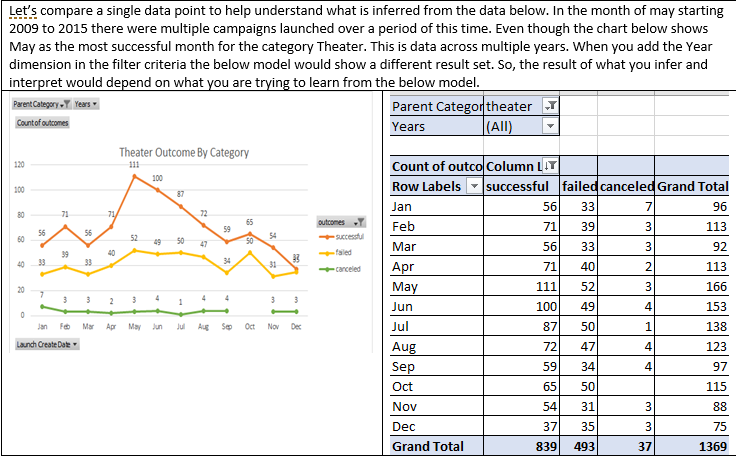 Let's compare a single data point to help understand what is inferred from the data below. In the month of may starting
2009 to 2015 there were multiple campaigns launched over a period of this time. Even though the chart below shows
May as the most successful month for the category Theater. This is data across multiple years. When you add the Year
dimension in the filter criteria the below model would show a different result set. So, the result of what you infer and
interpret would depend on what you are trying to learn from the below model.
Parent Category Years
Count of outcomes
Theater Outcome By Category
120
100
80
60
40
20
0
56 71 56 71 111 100 87 72 59 65 54 37
33 39 33 40 52 49 50 47 34 50 31 35
7 3 3 2 3 4 1 4 4 3 3
Jan Feb Mar Apr May Jun Jul Aug Sep Oct Nov Dec
outcomes
successful
failed
canceled
Launch Create Date
Parent Categor theater
Years (All)
Count of outco Column L
Row Labels successful failed canceled Grand Total
Jan 56 33 7 96
Feb 71 39 3 113
Mar 56 33 3 92
Apr 71 40 2 113
May 111 52 3 166
Jun 100 49 4 153
Jul 87 50 1 138
Aug 72 47 4 123
Sep 59 34 4 97
Oct 65 50 115
Nov 54 31 3 88
Dec 37 35 3 75
Grand Total 839 493 37 1369